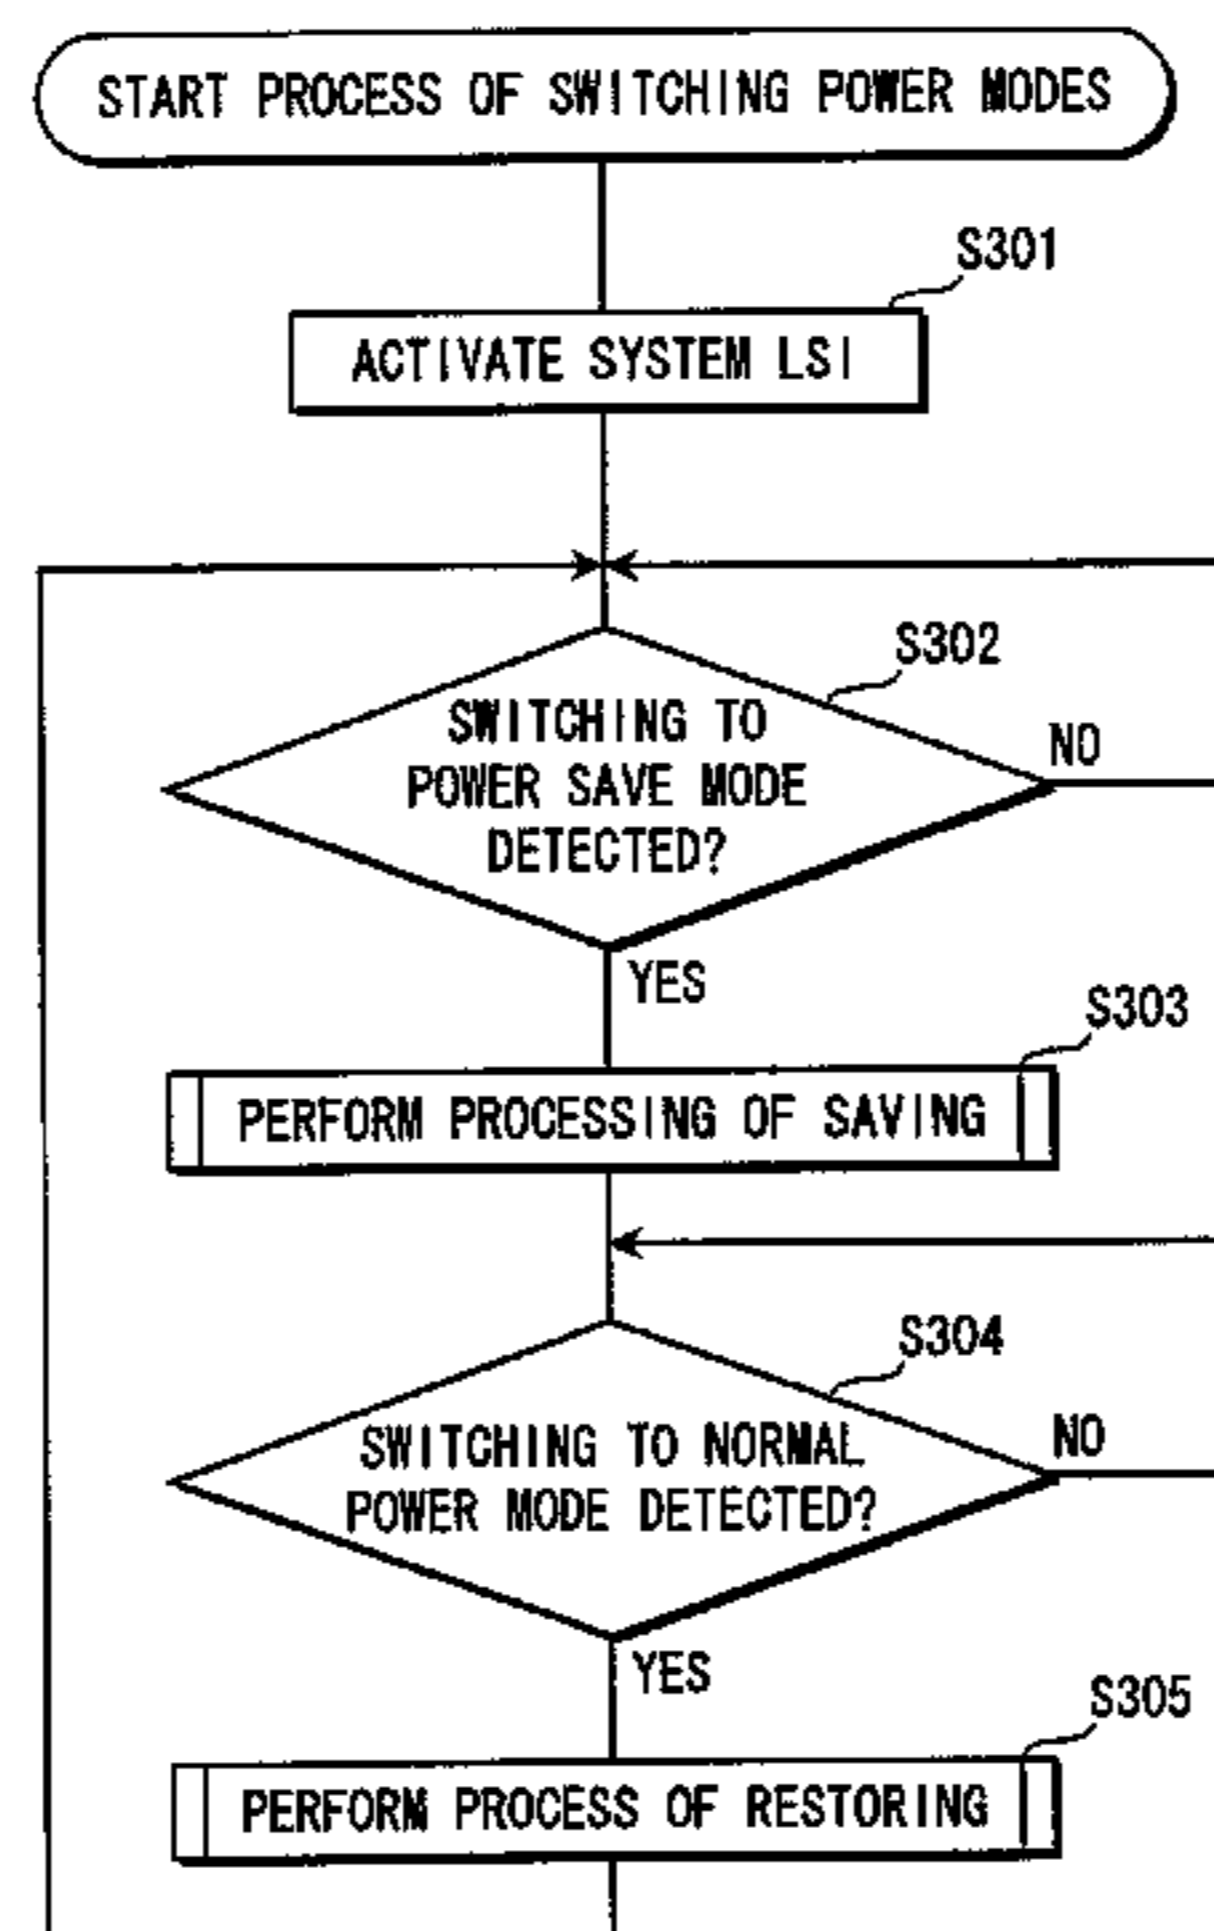 START PROCESS OF SWITCHING POWER MODES
S301
ACTIVATE SYSTEM LSI
S302
SWITCHING TO
POWER SAVE MODE
DETECTED?
NO
YES
S303
PERFORM PROCESSING OF SAVING
S304
SWITCHING TO NORMAL
POWER MODE DETECTED?
NO
YES
S305
PERFORM PROCESS OF RESTORING